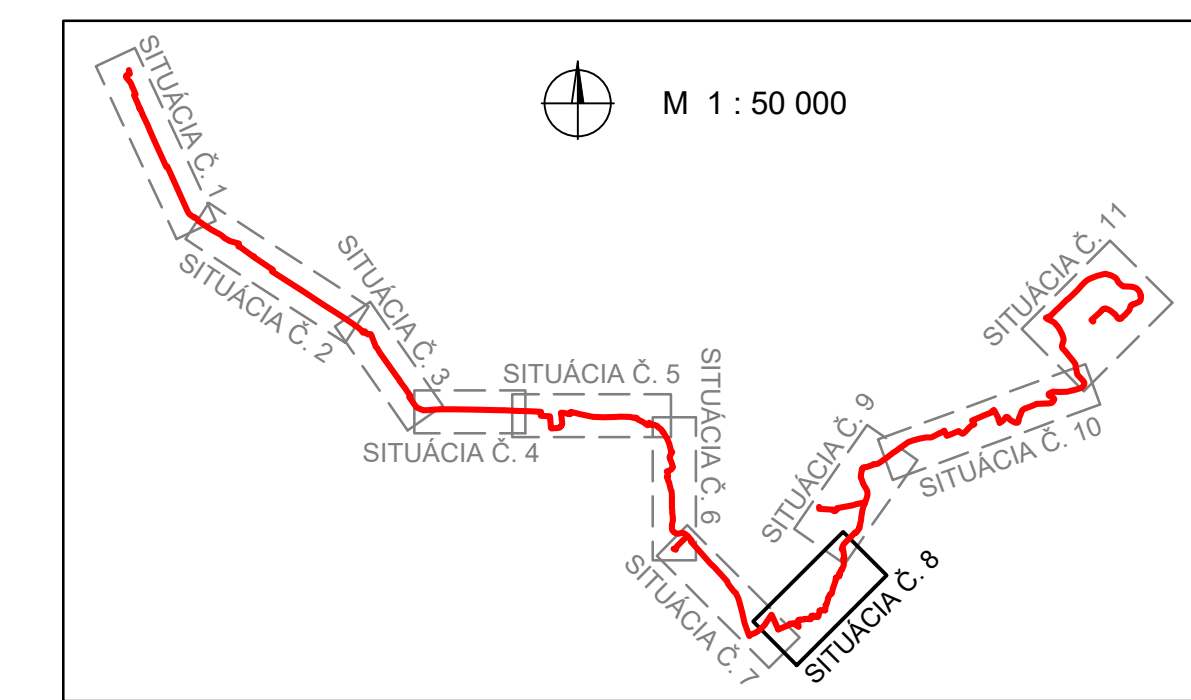 M 1 : 50 000
SITUÁCIA Č. 1
SITUÁCIA Č. 2
SITUÁCIA Č. 3
SITUÁCIA Č. 4
SITUÁCIA Č. 5
SITUÁCIA Č. 6
SITUÁCIA Č. 7
SITUÁCIA Č. 8
SITUÁCIA Č. 9
SITUÁCIA Č. 10
SITUÁCIA Č. 11